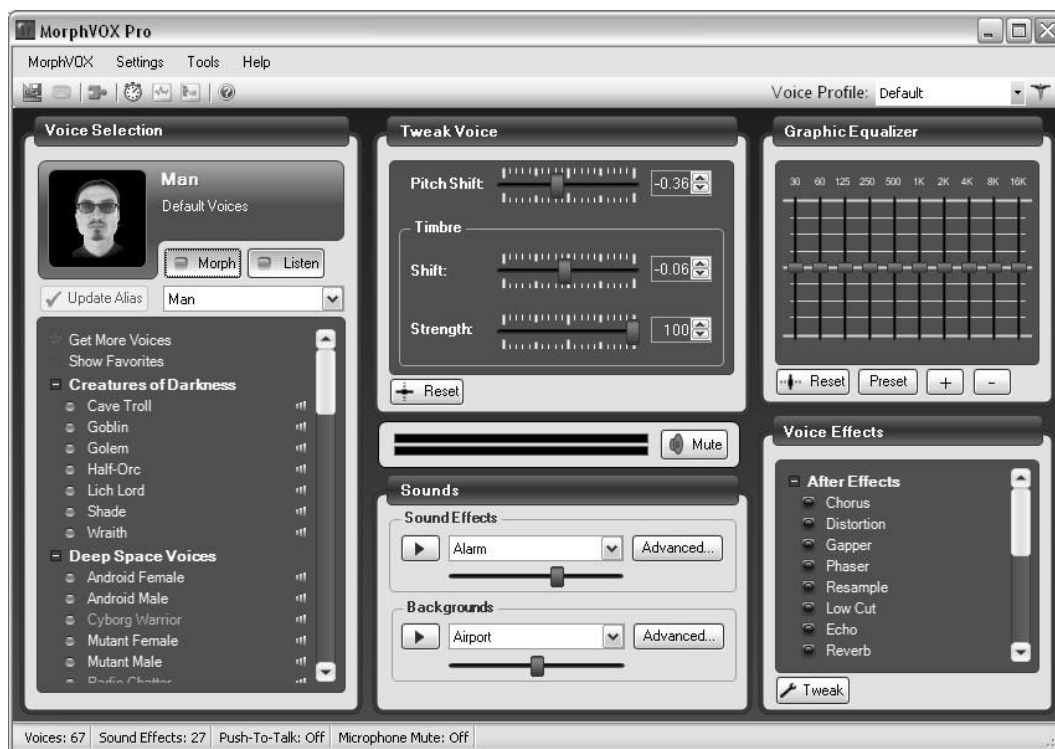 MorphVOX Pro
MorphVOX Settings Tools Help
Voice Profile: Default
Voice Selection
Man
Default Voices
Morph Listen
Update Alias Man
Get More Voices
Show Favorites
Creatures of Darkness
Cave Troll
Goblin
Golem
Half-Orc
Lich Lord
Shade
Wraith
Deep Space Voices
Android Female
Android Male
Cyborg Warrior
Mutant Female
Mutant Male
Radio Chatter
Tweak Voice
Pitch Shift: -0.36
Timbre
Shift: -0.06
Strength: 100
Reset
Mute
Sounds
Sound Effects
Alarm Advanced...
Backgrounds
Airport Advanced...
Graphic Equalizer
30 60 125 250 500 1K 2K 4K 8K 16K
Reset Preset + -
Voice Effects
After Effects
Chorus
Distortion
Gapper
Phaser
Resample
Low Cut
Echo
Reverb
Tweak
Voices: 67 Sound Effects: 27 Push-To-Talk: Off Microphone Mute: Off